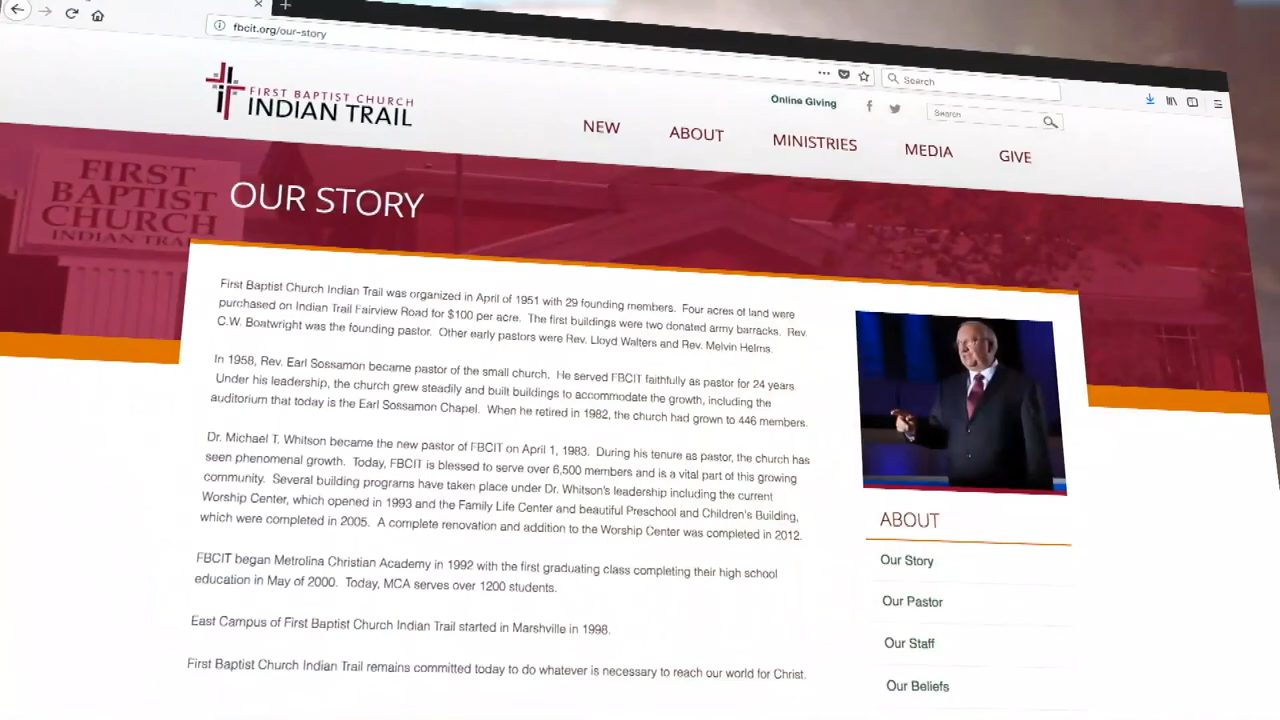 fbcit.org/our-story
Search
FIRST BAPTIST CHURCH
INDIAN TRAIL
Online Giving
Search
NEW ABOUT MINISTRIES MEDIA GIVE
FIRST
BAPTIST
CHURCH
INDIAN TRAI
OUR STORY
First Baptist Church Indian Trail was organized in April of 1951 with 29 founding members. Four acres of land were
purchased on Indian Trail Fairview Road for $100 per acre. The first buildings were two donated army barracks. Rev.
C.W. Boatwright was the founding pastor. Other early pastors were Rev. Lloyd Walters and Rev. Melvin Helms.
In 1958, Rev. Earl Sossamon became pastor of the small church. He served FBCIT faithfully as pastor for 24 years.
Under his leadership, the church grew steadily and built buildings to accommodate the growth, including the
auditorium that today is the Earl Sossamon Chapel. When he retired in 1982, the church had grown to 446 members.
Dr. Michael T. Whitson became the new pastor of FBCIT on April 1, 1983. During his tenure as pastor, the church has
seen phenomenal growth. Today, FBCIT is blessed to serve over 6,500 members and is a vital part of this growing
community. Several building programs have taken place under Dr. Whitson's leadership including the current
Worship Center, which opened in 1993 and the Family Life Center and beautiful Preschool and Children's Building,
which were completed in 2005. A complete renovation and addition to the Worship Center was completed in 2012.
FBCIT began Metrolina Christian Academy in 1992 with the first graduating class completing their high school
education in May of 2000. Today, MCA serves over 1200 students.
East Campus of First Baptist Church Indian Trail started in Marshville in 1998.
First Baptist Church Indian Trail remains committed today to do whatever is necessary to reach our world for Christ.
ABOUT
Our Story
Our Pastor
Our Staff
Our Beliefs